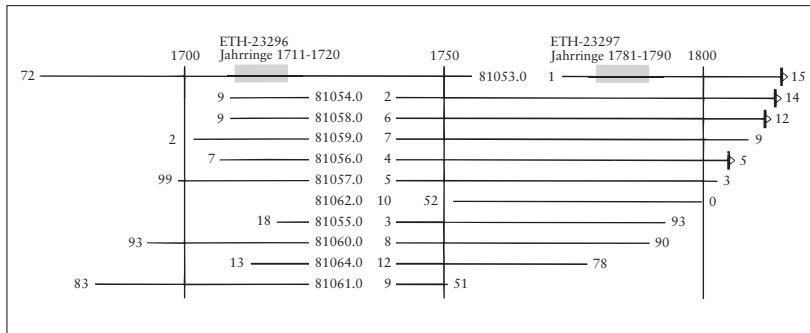 ETH-23296
Jahrringe 1711-1720
ETH-23297
Jahrringe 1781-1790
1700
1750
1800
72 81053.0 1 15
9 81054.0 2 14
9 81058.0 6 12
2 81059.0 7 9
7 81056.0 4 5
99 81057.0 5 3
81062.0 10 52 0
18 81055.0 3 93
93 81060.0 8 90
13 81064.0 12 78
83 81061.0 9 51